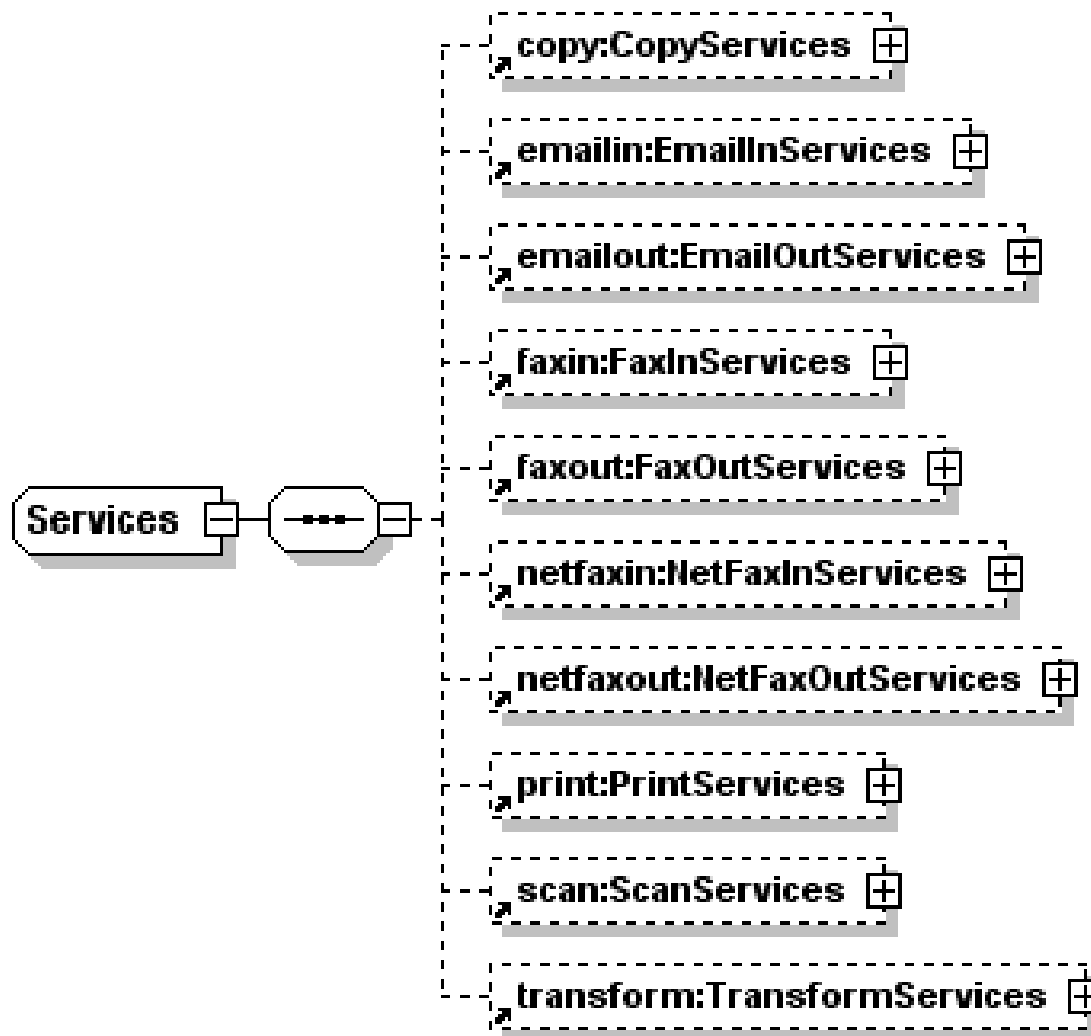 copy:CopyServices
emailin:EmailInServices
emailout:EmailOutServices
faxin:FaxInServices
faxout:FaxOutServices
Services
netfaxin:NetFaxInServices
netfaxout:NetFaxOutServices
print:PrintServices
scan:ScanServices
transform:TransformServices